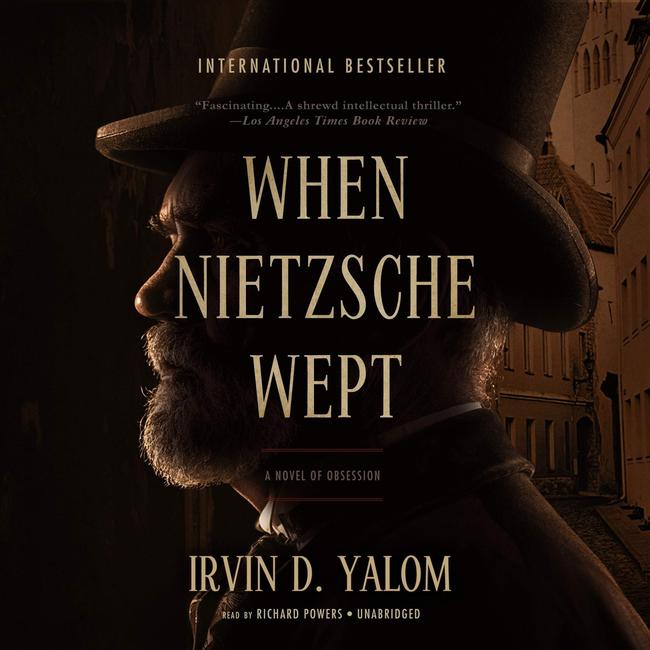 INTERNATIONAL BESTSELLER
“Fascinating....A shrewd intellectual thriller.”
—Los Angeles Times Book Review
WHEN
NIETZSCHE
WEPT
A NOVEL OF OBSESSION
IRVIN D. YALOM
READ BY RICHARD POWERS • UNABRIDGED